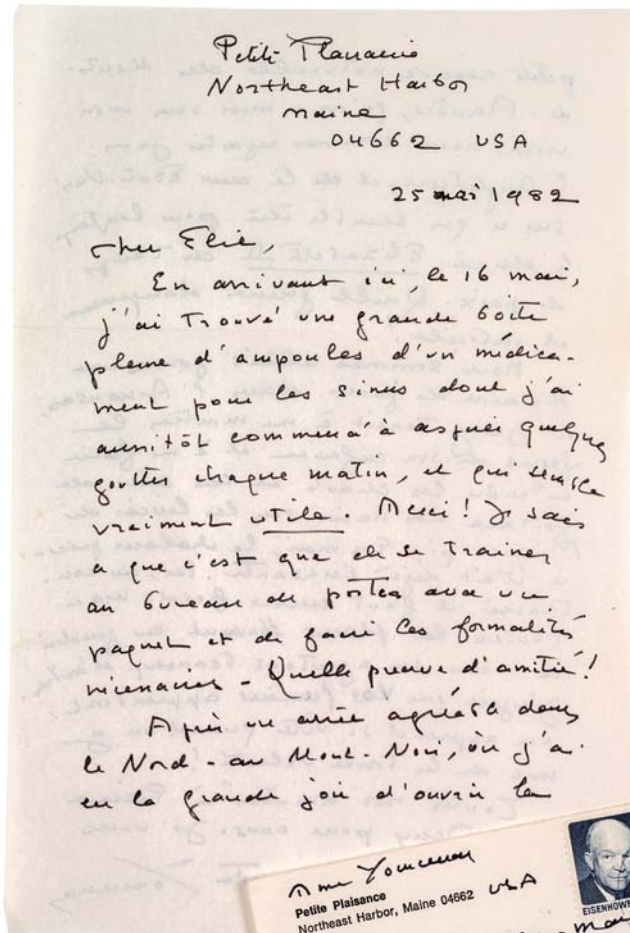 Petite Plaisance
Northeast Harbor
Maine
04662 USA
25 mai 1982
Cher Elie,
En arrivant ici, le 16 mai,
j'ai trouvé une grande boîte
pleine d'ampoules d'un médica-
ment pour les sinus dont j'ai
aussitôt commencé à aspirer quelques
gouttes chaque matin, et qui semble
vraiment utile. Merci! Je sais
ce que c'est que de se trainer
au bureau de postes avec un
paquet et de faire les formalités
nécessaires - Quelle preuve d'amitié!
Après un arrêt agréable dans
le Nord - au Mont-Noir, où j'ai
eu la grande joie d'ouvrir la
Mme Yourcenar
Petite Plaisance
Northeast Harbor, Maine 04662 USA
EISENHOWER